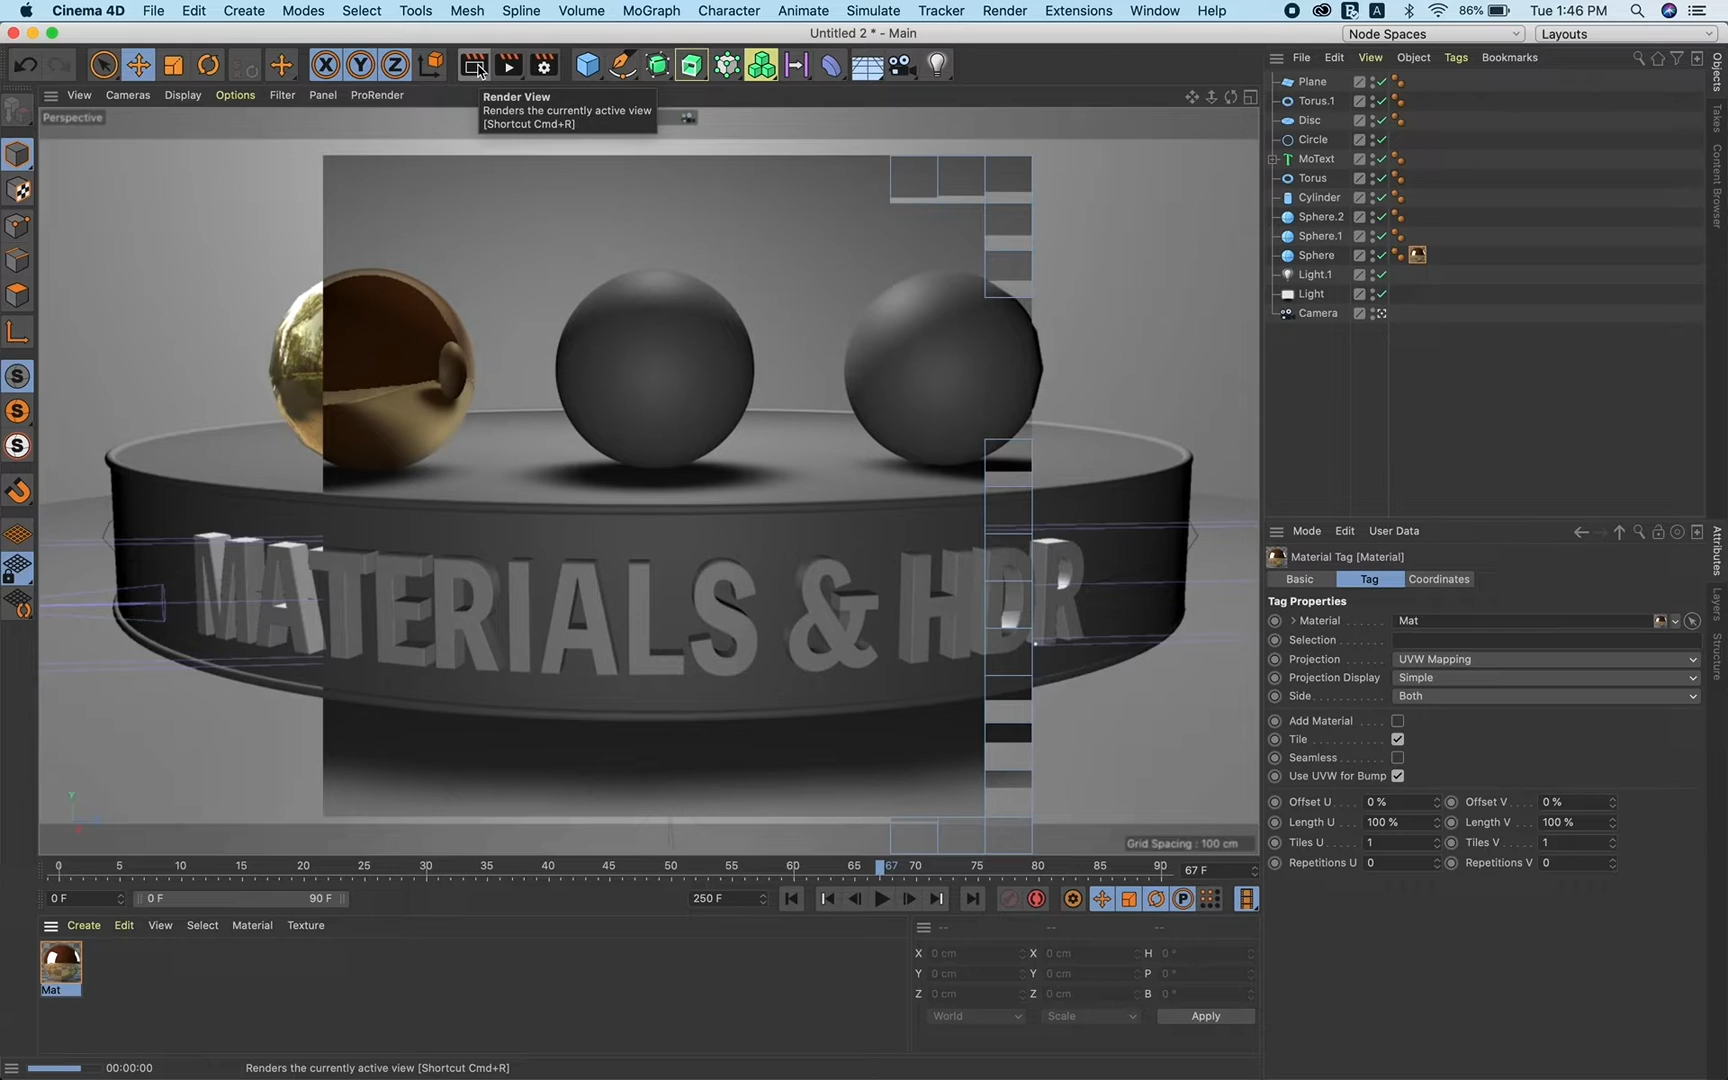 Cinema 4D File Edit Create Modes Select Tools Mesh Spline Volume MoGraph Character Animate Simulate Tracker Render Extensions Window Help 86% Tue 1:46 PM
Untitled 2 * - Main
Node Spaces Layouts
X Y Z
File Edit View Object Tags Bookmarks
View Cameras Display Options Filter Panel ProRender
Render View
Renders the currently active view
[Shortcut Cmd+R]
Perspective
Plane
Torus.1
Disc
Circle
MoText
Torus
Cylinder
Sphere.2
Sphere.1
Sphere
Light.1
Light
Camera
Objects
Takes
Content Browser
MATERIALS & HDR
Mode Edit User Data
Material Tag [Material]
Basic Tag Coordinates
Tag Properties
Material Mat
Selection
Projection UVW Mapping
Projection Display Simple
Side Both
Add Material
Tile
Seamless
Use UVW for Bump
Offset U 0 % Offset V 0 %
Length U 100 % Length V 100 %
Tiles U 1 Tiles V 1
Repetitions U 0 Repetitions V 0
Attributes
Layers
Structure
Y
Grid Spacing : 100 cm
0 5 10 15 20 25 30 35 40 45 50 55 60 65 67 70 75 80 85 90 67 F
0 F 0 F 90 F 250 F
Create Edit View Select Material Texture
Mat
-- -- --
X 0 cm X 0 cm H 0 °
Y 0 cm Y 0 cm P 0 °
Z 0 cm Z 0 cm B 0 °
World Scale Apply
00:00:00 Renders the currently active view [Shortcut Cmd+R]